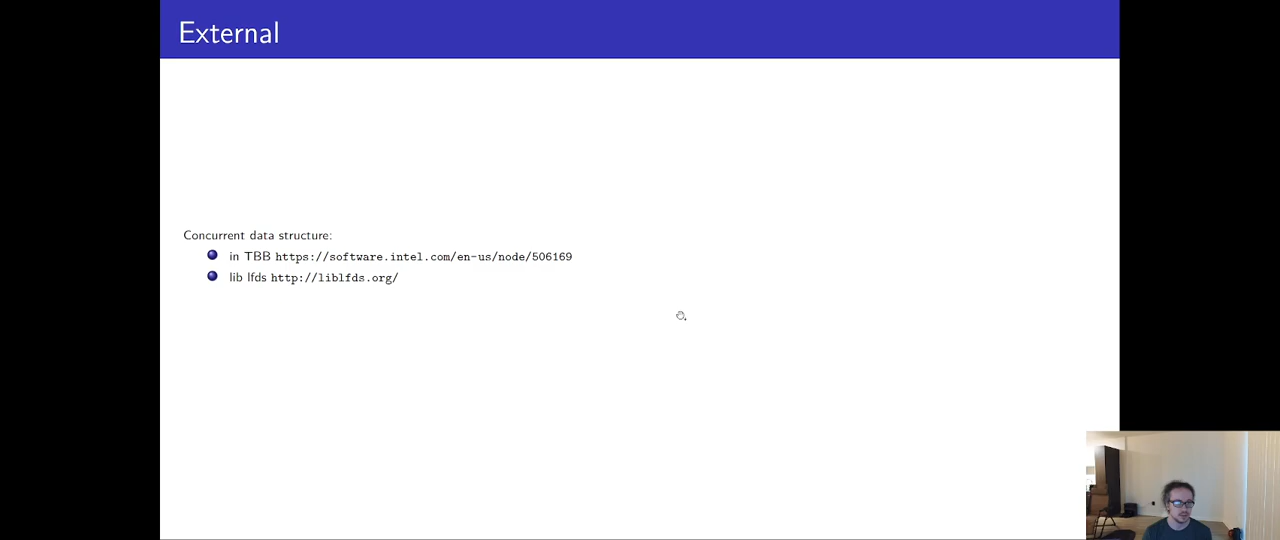 External
Concurrent data structure:
in TBB https://software.intel.com/en-us/node/506169
lib lfds http://liblfds.org/